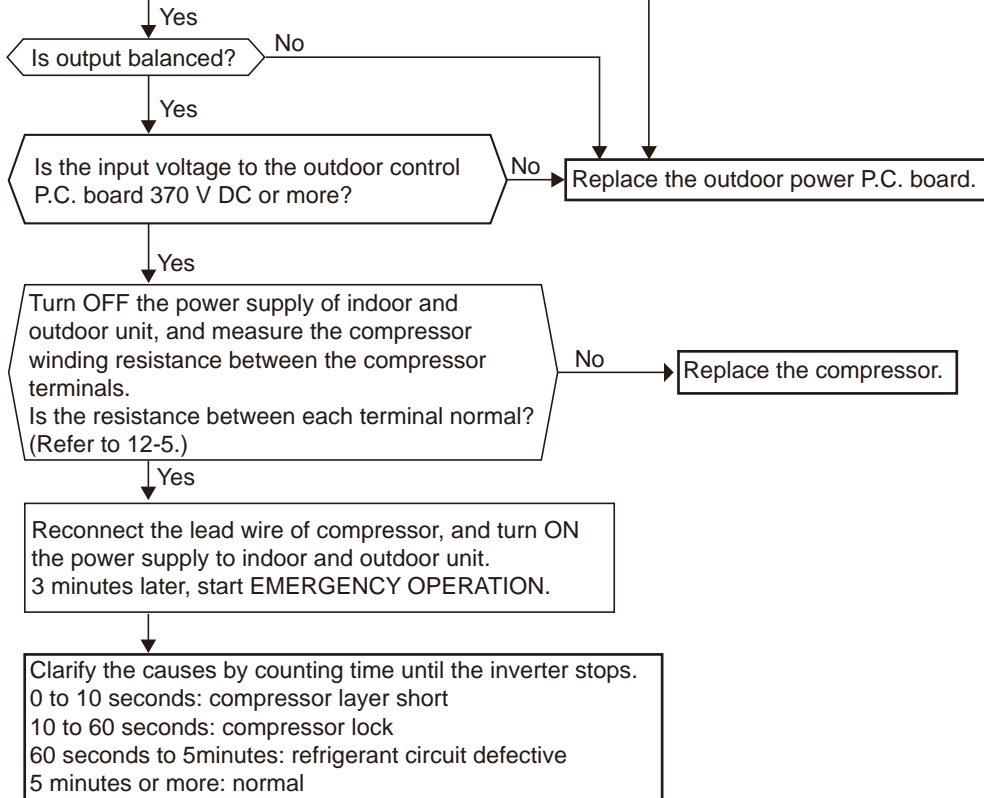 Yes
Is output balanced?
No
Yes
Is the input voltage to the outdoor control
P.C. board 370 V DC or more?
No
Replace the outdoor power P.C. board.
Yes
Turn OFF the power supply of indoor and
outdoor unit, and measure the compressor
winding resistance between the compressor
terminals.
Is the resistance between each terminal normal?
(Refer to 12-5.)
No
Replace the compressor.
Yes
Reconnect the lead wire of compressor, and turn ON
the power supply to indoor and outdoor unit.
3 minutes later, start EMERGENCY OPERATION.
Clarify the causes by counting time until the inverter stops.
0 to 10 seconds: compressor layer short
10 to 60 seconds: compressor lock
60 seconds to 5minutes: refrigerant circuit defective
5 minutes or more: normal